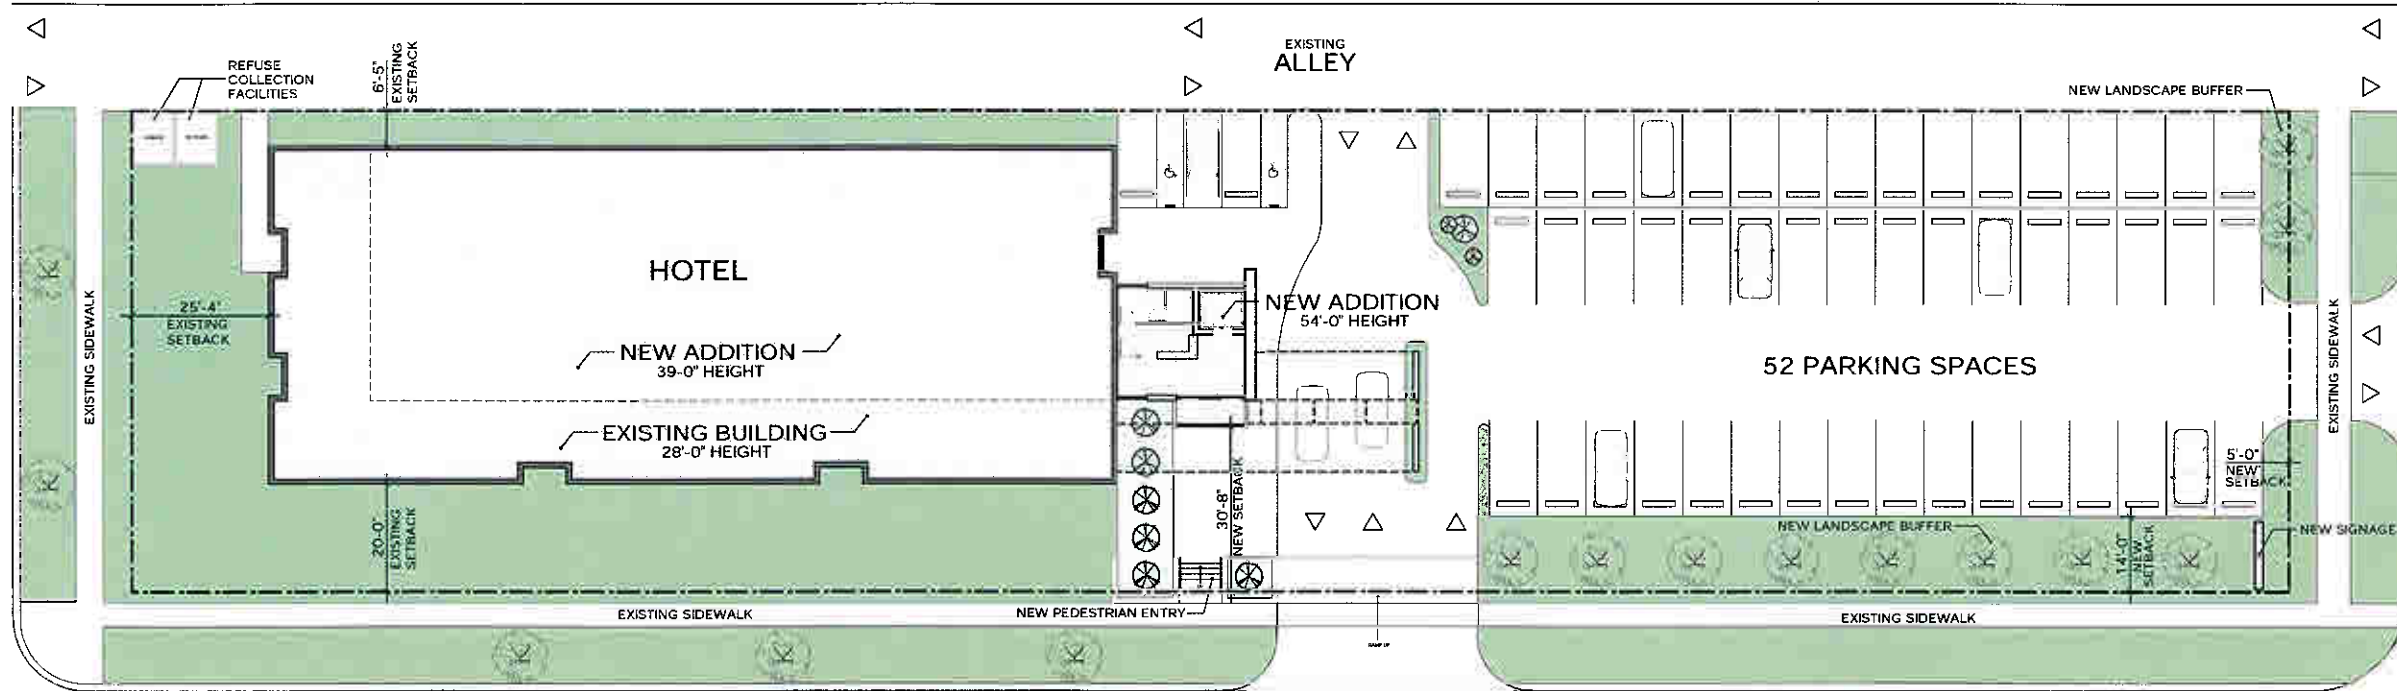 EXISTING
ALLEY
REFUSE
COLLECTION
FACILITIES
6'-5"
EXISTING
SETBACK
NEW LANDSCAPE BUFFER
HOTEL
25'-4"
EXISTING
SETBACK
EXISTING SIDEWALK
NEW ADDITION
54'-0" HEIGHT
NEW ADDITION
39-0" HEIGHT
52 PARKING SPACES
EXISTING SIDEWALK
EXISTING BUILDING
28'-0" HEIGHT
5'-0"
NEW
SETBACK
20'-0"
EXISTING
SETBACK
30'-8"
NEW SETBACK
NEW LANDSCAPE BUFFER
14'-0"
NEW
SETBACK
NEW SIGNAGE
NEW PEDESTRIAN ENTRY
EXISTING SIDEWALK
EXISTING SIDEWALK
RAMP UP